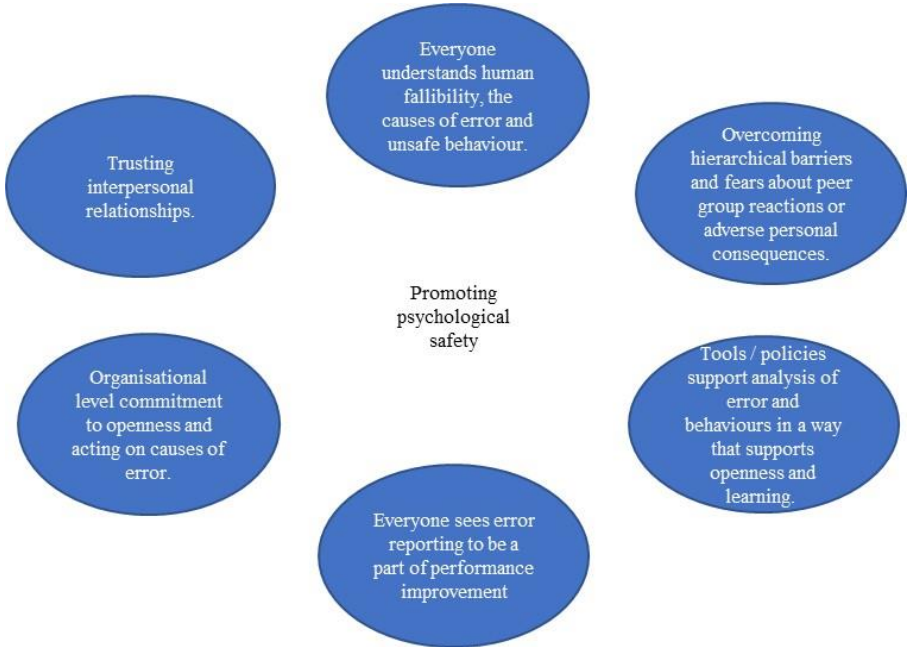 Everyone
understands human
fallibility, the
causes of error and
unsafe behaviour.
Trusting
interpersonal
relationships.
Overcoming
hierarchical barriers
and fears about peer
group reactions or
adverse personal
consequences.
Promoting
psychological
safety
Organisational
level commitment
to openness and
acting on causes of
error.
Tools / policies
support analysis of
error and
behaviours in a way
that supports
openness and
learning.
Everyone sees error
reporting to be a
part of performance
improvement